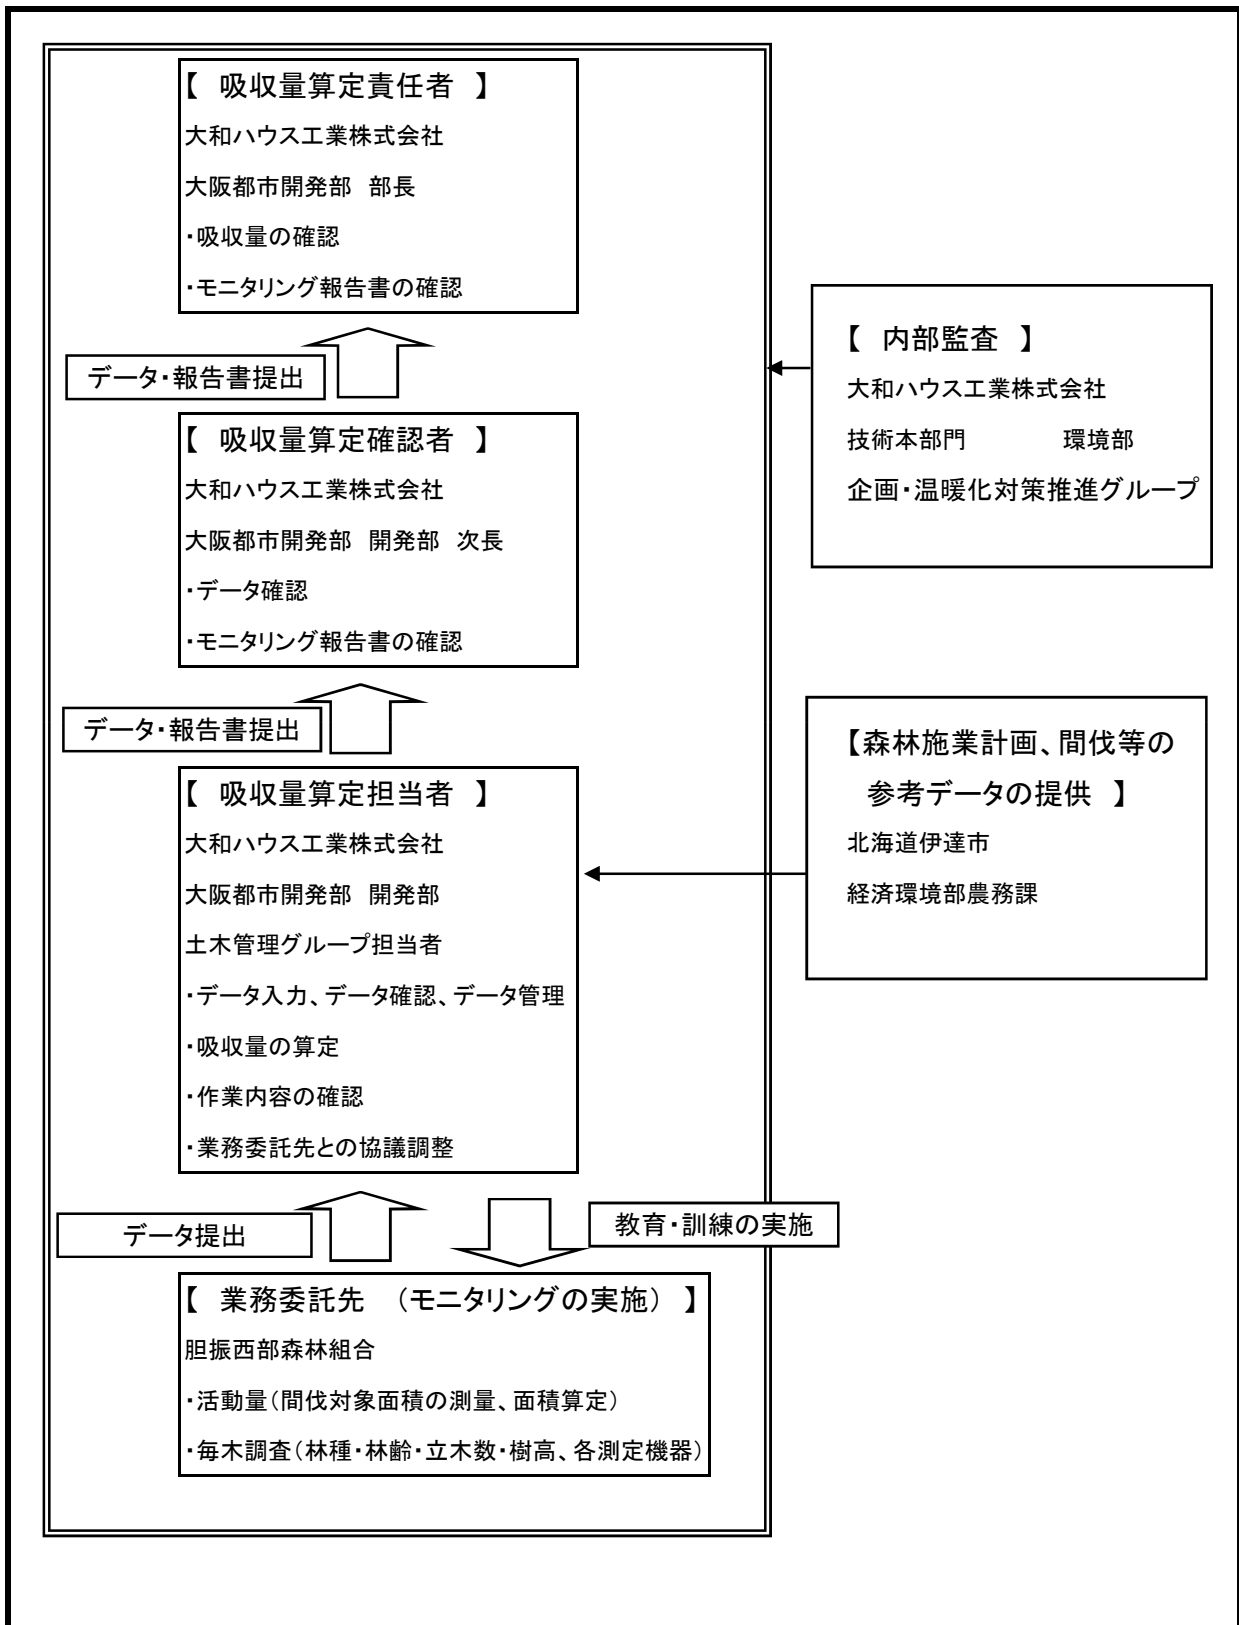 【　吸収量算定責任者　】
大和ハウス工業株式会社
大阪都市開発部　部長
・吸収量の確認
・モニタリング報告書の確認
データ・報告書提出
【　吸収量算定確認者　】
大和ハウス工業株式会社
大阪都市開発部　開発部　次長
・データ確認
・モニタリング報告書の確認
データ・報告書提出
【　吸収量算定担当者　】
大和ハウス工業株式会社
大阪都市開発部　開発部
土木管理グループ担当者
・データ入力、データ確認、データ管理
・吸収量の算定
・作業内容の確認
・業務委託先との協議調整
データ提出
教育・訓練の実施
【　業務委託先　（モニタリングの実施）　】
胆振西部森林組合
・活動量（間伐対象面積の測量、面積算定）
・毎木調査（林種・林齢・立木数・樹高、各測定機器）
【　内部監査　】
大和ハウス工業株式会社
技術本部門　　　　環境部
企画・温暖化対策推進グループ
【森林施業計画、間伐等の
参考データの提供　】
北海道伊達市
経済環境部農務課